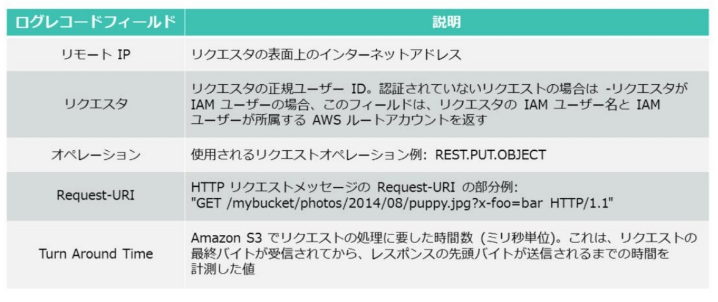 ログレコードフィールド 説明
リモート IP リクエスタの表面上のインターネットアドレス
リクエスタの正規ユーザー ID。認証されていないリクエストの場合は -リクエスタが
リクエスタ IAM ユーザーの場合、このフィールドは、リクエスタの IAM ユーザー名と IAM
ユーザーが所属する AWS ルートアカウントを返す
オペレーション 使用されるリクエストオペレーション例: REST.PUT.OBJECT
Request-URI HTTP リクエストメッセージの Request-URI の部分例:
"GET /mybucket/photos/2014/08/puppy.jpg?x-foo=bar HTTP/1.1"
Amazon S3 でリクエストの処理に要した時間数 (ミリ秒単位)。これは、リクエストの
Turn Around Time 最終バイトが受信されてから、レスポンスの先頭バイトが送信されるまでの時間を
計測した値